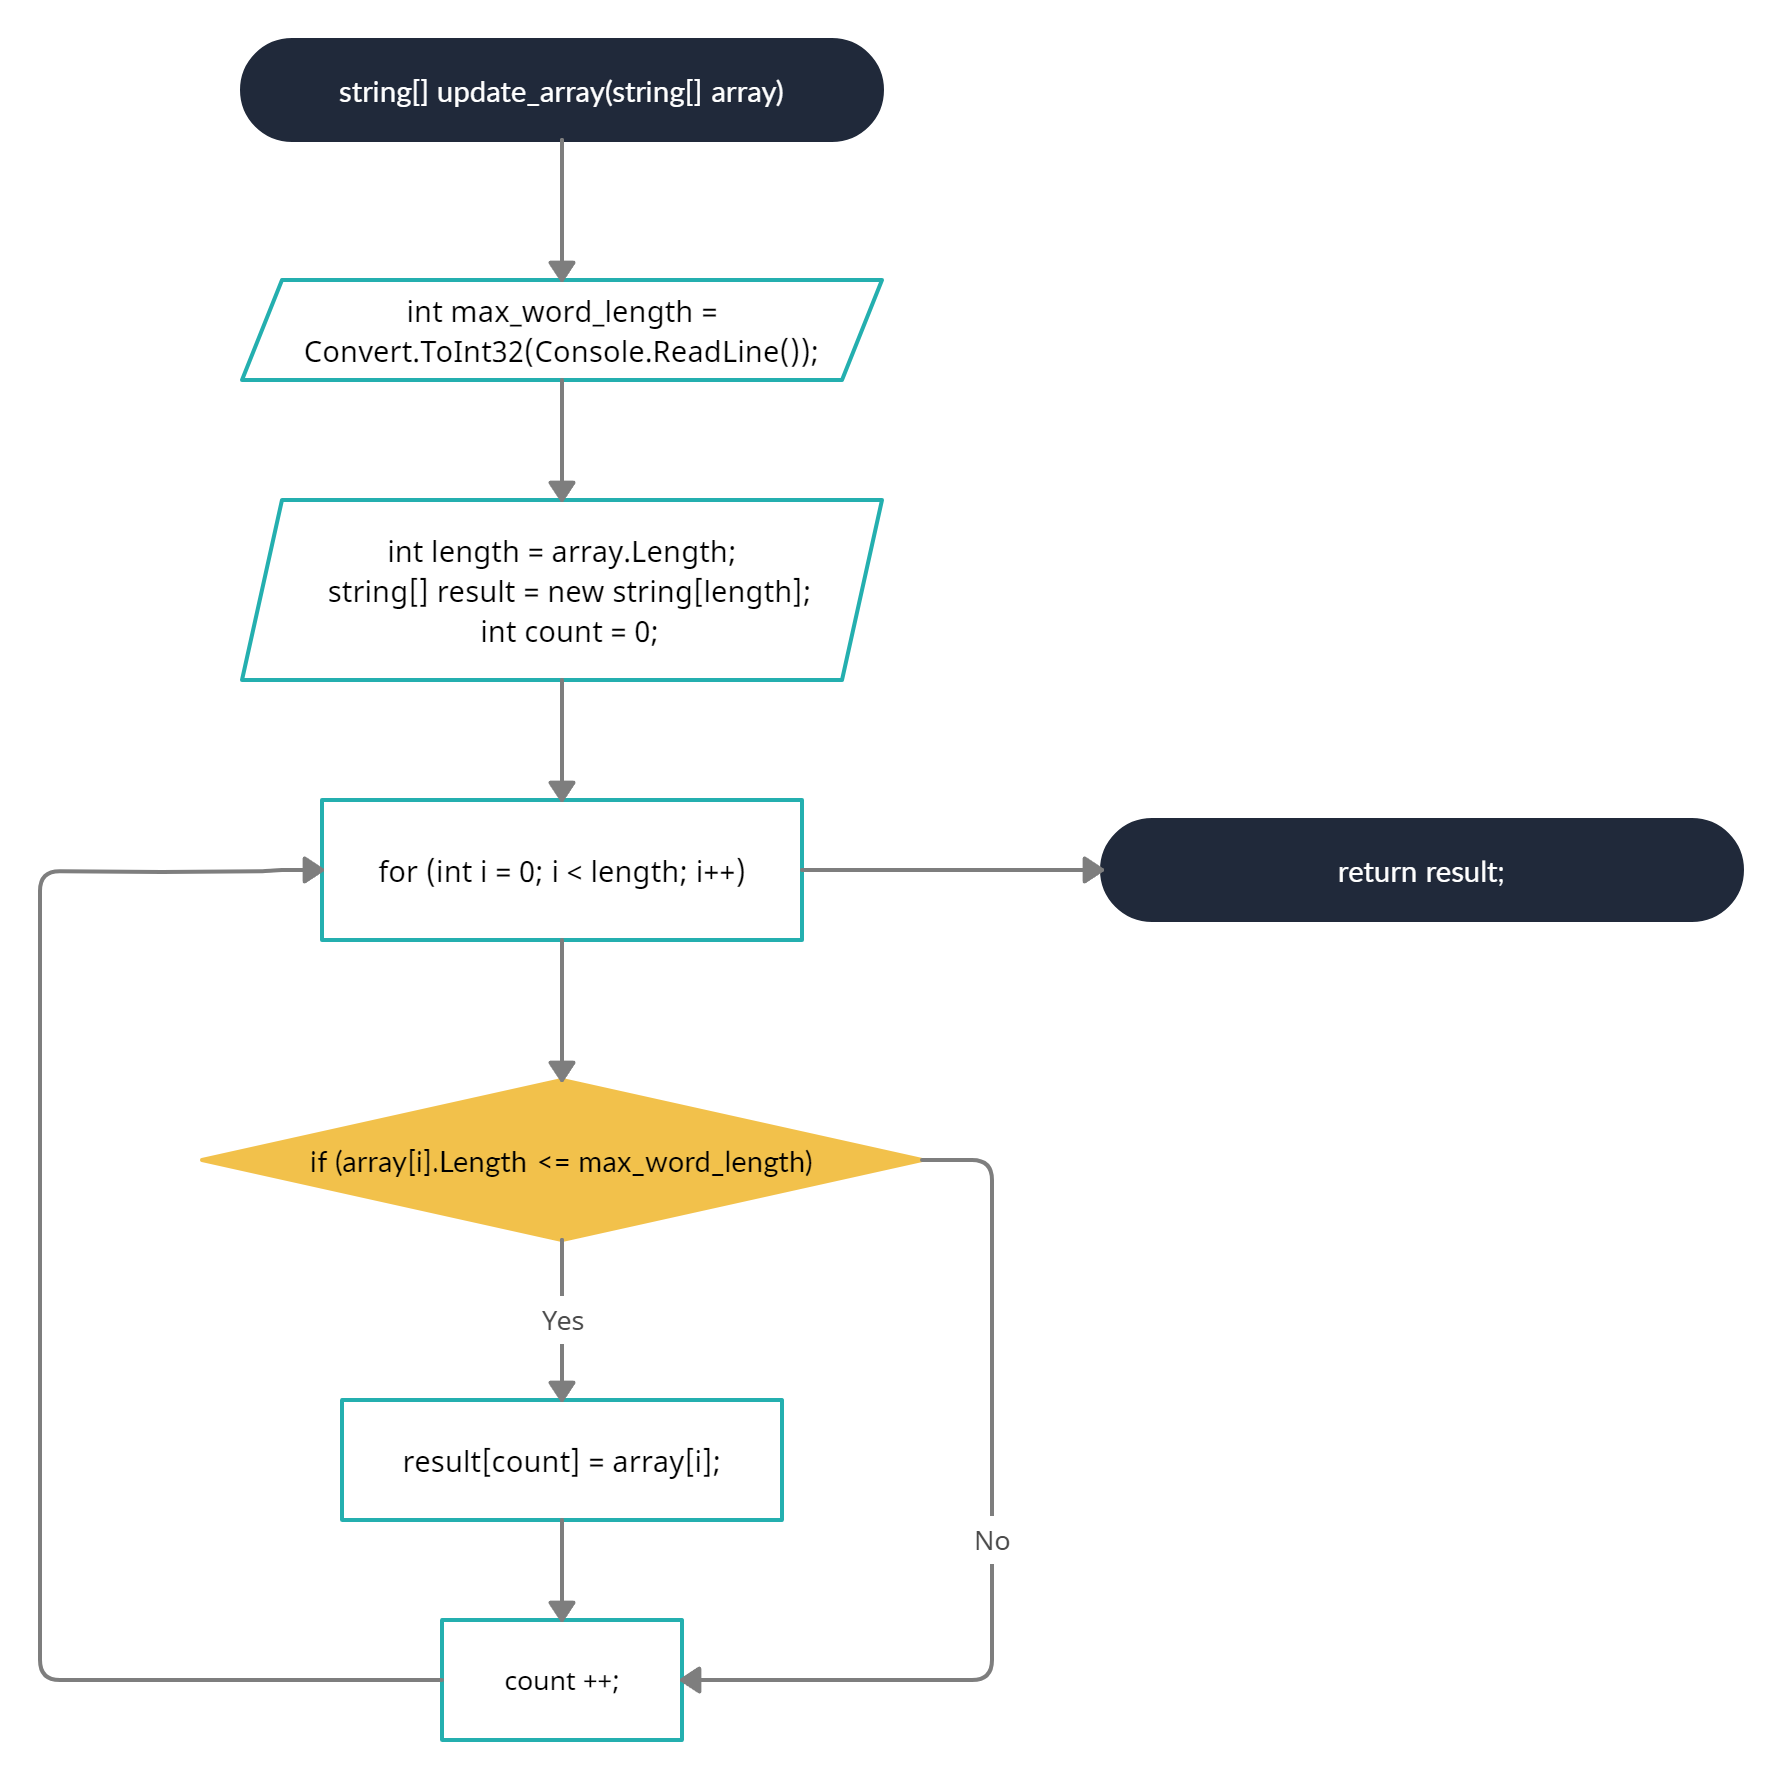 string[] update_array(string[] array)
int max_word_length =
Convert.ToInt32(Console.ReadLine());
int length = array.Length;
string[] result = new string[length];
int count = 0;
for (int i = 0; i < length; i++)
return result;
if (array[i].Length <= max_word_length)
Yes
result[count] = array[i];
No
count ++;